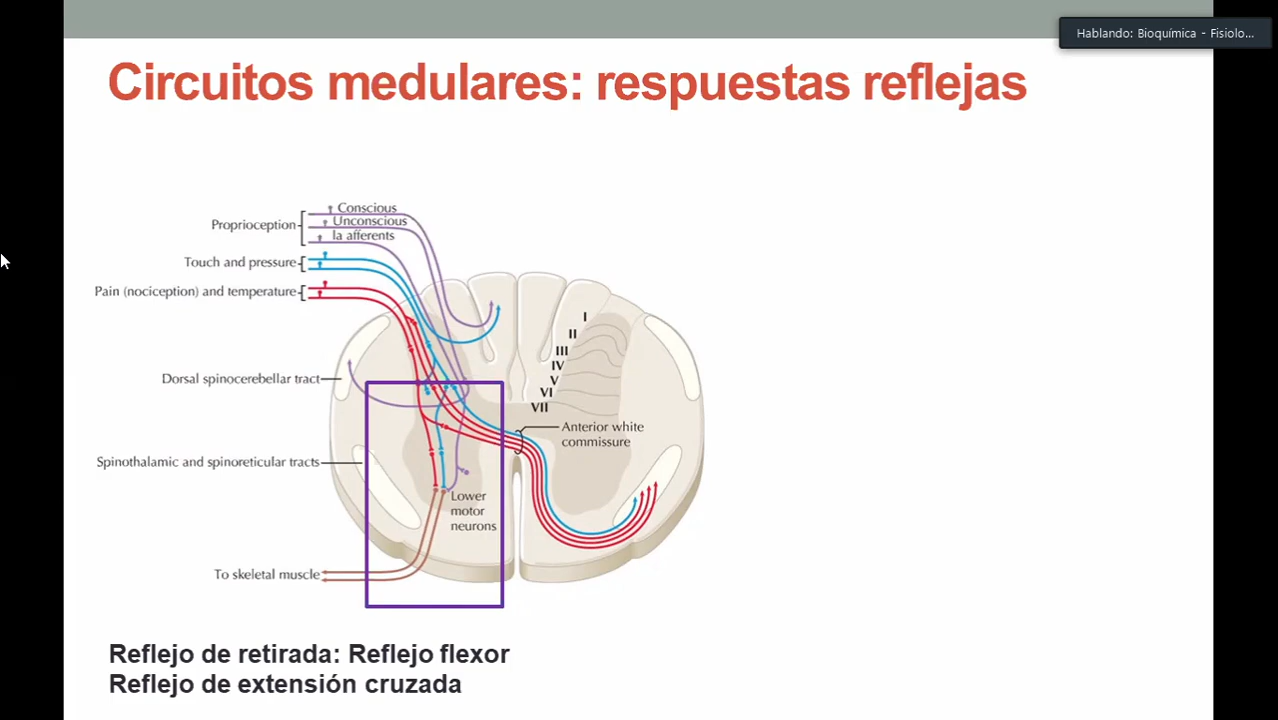 Hablando: Bioquímica - Fisiolo...
Circuitos medulares: respuestas reflejas
Conscious
Proprioception
Unconscious
Ia afferents
Touch and pressure
Pain (nociception) and temperature
I
II
III
IV
V
VI
VII
Dorsal spinocerebellar tract
Anterior white
commissure
Spinothalamic and spinoreticular tracts
Lower
motor
neurons
To skeletal muscle
Reflejo de retirada: Reflejo flexor
Reflejo de extensión cruzada